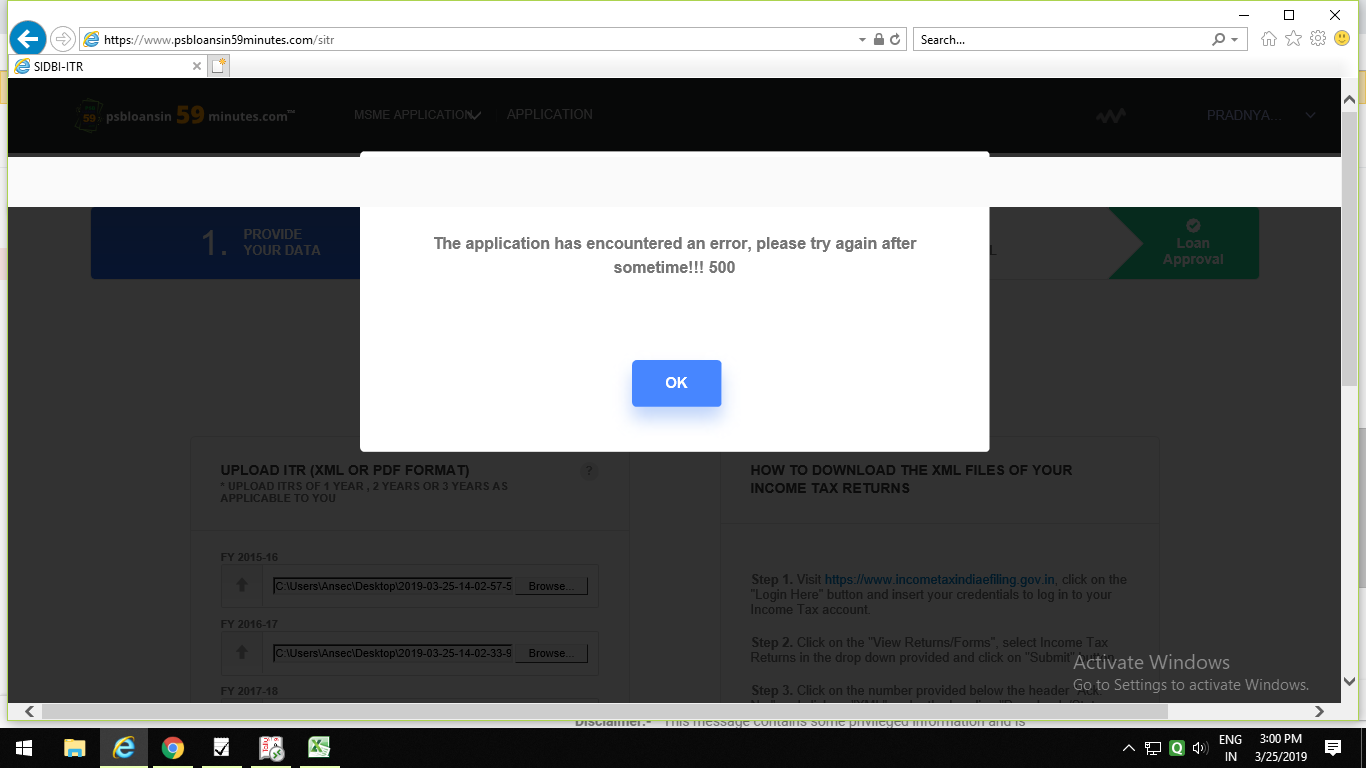 https://www.psbloansin59minutes.com/sitr
Search...
SIDBI-ITR
59 psbloansin 59 minutes.com™
MSME APPLICATION
APPLICATION
PRADNYA...
1.
PROVIDE
YOUR DATA
Loan
Approval
The application has encountered an error, please try again after
sometime!!! 500
OK
UPLOAD ITR (XML OR PDF FORMAT)
?
* UPLOAD ITRS OF 1 YEAR , 2 YEARS OR 3 YEARS AS
APPLICABLE TO YOU
FY 2015-16
C:\Users\Ansec\Desktop\2019-03-25-14-02-57-5
Browse...
FY 2016-17
C:\Users\Ansec\Desktop\2019-03-25-14-02-33-9
Browse...
FY 2017-18
HOW TO DOWNLOAD THE XML FILES OF YOUR
INCOME TAX RETURNS
Step 1. Visit https://www.incometaxindiaefiling.gov.in, click on the
"Login Here" button and insert your credentials to log in to your
Income Tax account.
Step 2. Click on the "View Returns/Forms", select Income Tax
Returns in the drop down provided and click on "Submit" button.
Step 3. Click on the number provided below the header "Ack.
Activate Windows
Go to Settings to activate Windows.
Disclaimer:- This message contains some privileged information and is
ENG
IN
3:00 PM
3/25/2019